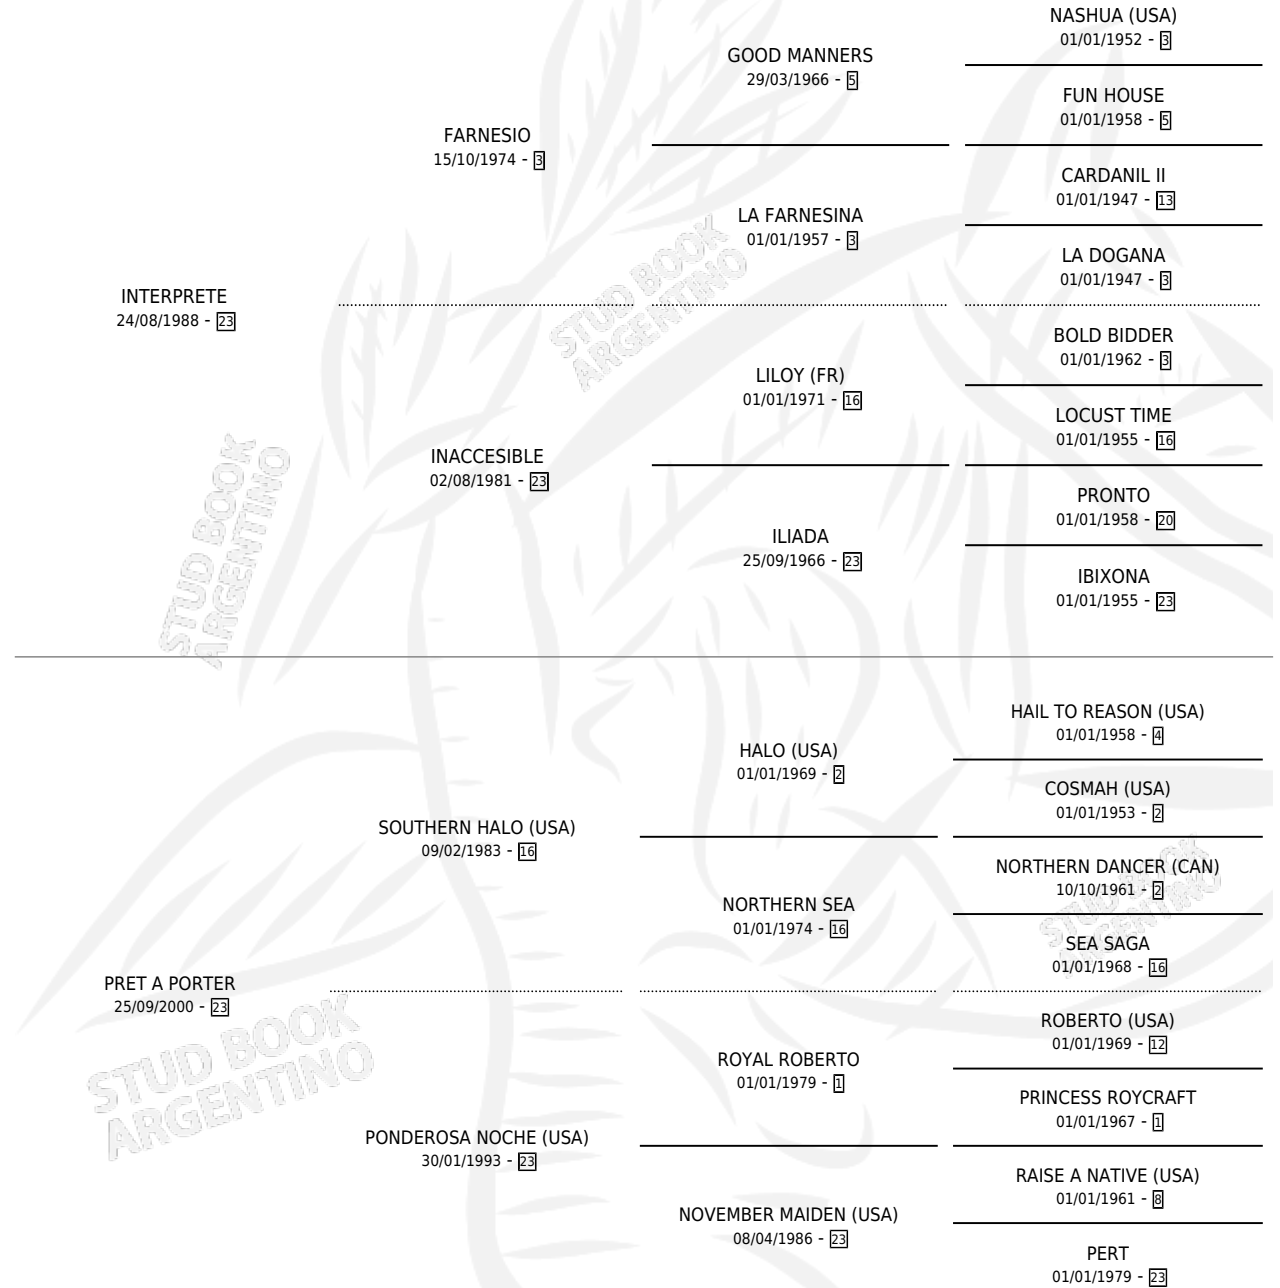 NASHUA (USA)
01/01/1952 - 3
GOOD MANNERS
29/03/1966 - 5
FUN HOUSE
01/01/1958 - 5
FARNESIO
15/10/1974 - 3
CARDANIL II
01/01/1947 - 13
LA FARNESINA
01/01/1957 - 3
LA DOGANA
01/01/1947 - 3
INTERPRETE
24/08/1988 - 23
BOLD BIDDER
01/01/1962 - 3
LILOY (FR)
01/01/1971 - 16
LOCUST TIME
01/01/1955 - 16
INACCESIBLE
02/08/1981 - 23
PRONTO
01/01/1958 - 20
ILIADA
25/09/1966 - 23
IBIXONA
01/01/1955 - 23
STUD BOOK
ARGENTINO
STUD BOOK
ARGENTINO
HAIL TO REASON (USA)
01/01/1958 - 4
HALO (USA)
01/01/1969 - 2
COSMAH (USA)
01/01/1953 - 2
SOUTHERN HALO (USA)
09/02/1983 - 16
NORTHERN DANCER (CAN)
10/10/1961 - 2
NORTHERN SEA
01/01/1974 - 16
SEA SAGA
01/01/1968 - 16
STUD BOOK
ARGENTINO
PRET A PORTER
25/09/2000 - 23
ROBERTO (USA)
01/01/1969 - 12
ROYAL ROBERTO
01/01/1979 - 1
PRINCESS ROYCRAFT
01/01/1967 - 1
STUD BOOK
ARGENTINO
PONDEROSA NOCHE (USA)
30/01/1993 - 23
RAISE A NATIVE (USA)
01/01/1961 - 8
NOVEMBER MAIDEN (USA)
08/04/1986 - 23
PERT
01/01/1979 - 23